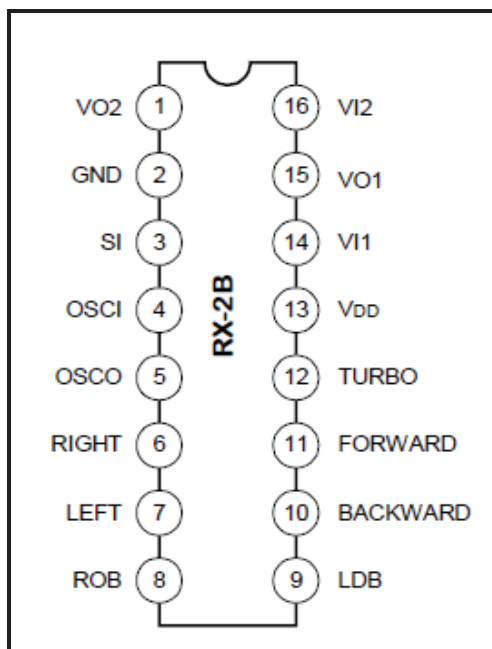 VO2 1 16 VI2
GND 2 15 VO1
SI 3 14 VI1
OSCI 4 13 VDD
OSCO 5 12 TURBO
RIGHT 6 11 FORWARD
LEFT 7 10 BACKWARD
ROB 8 9 LDB
RX-2B